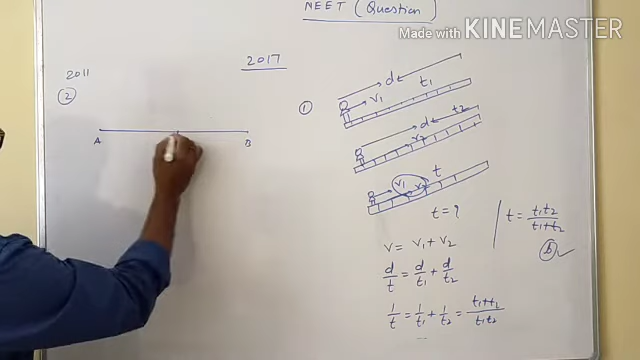 NEET (Question)
Made with KINEMASTER
2017
2011
②
A
B
①
d
v₁
t₁
d
t₂
v₂
t
v₁
v₂
t = ?
v = v₁ + v₂
d/t = d/t₁ + d/t₂
1/t = 1/t₁ + 1/t₂ = t₁+t₂/t₁t₂
t = t₁t₂/t₁+t₂
b ✓